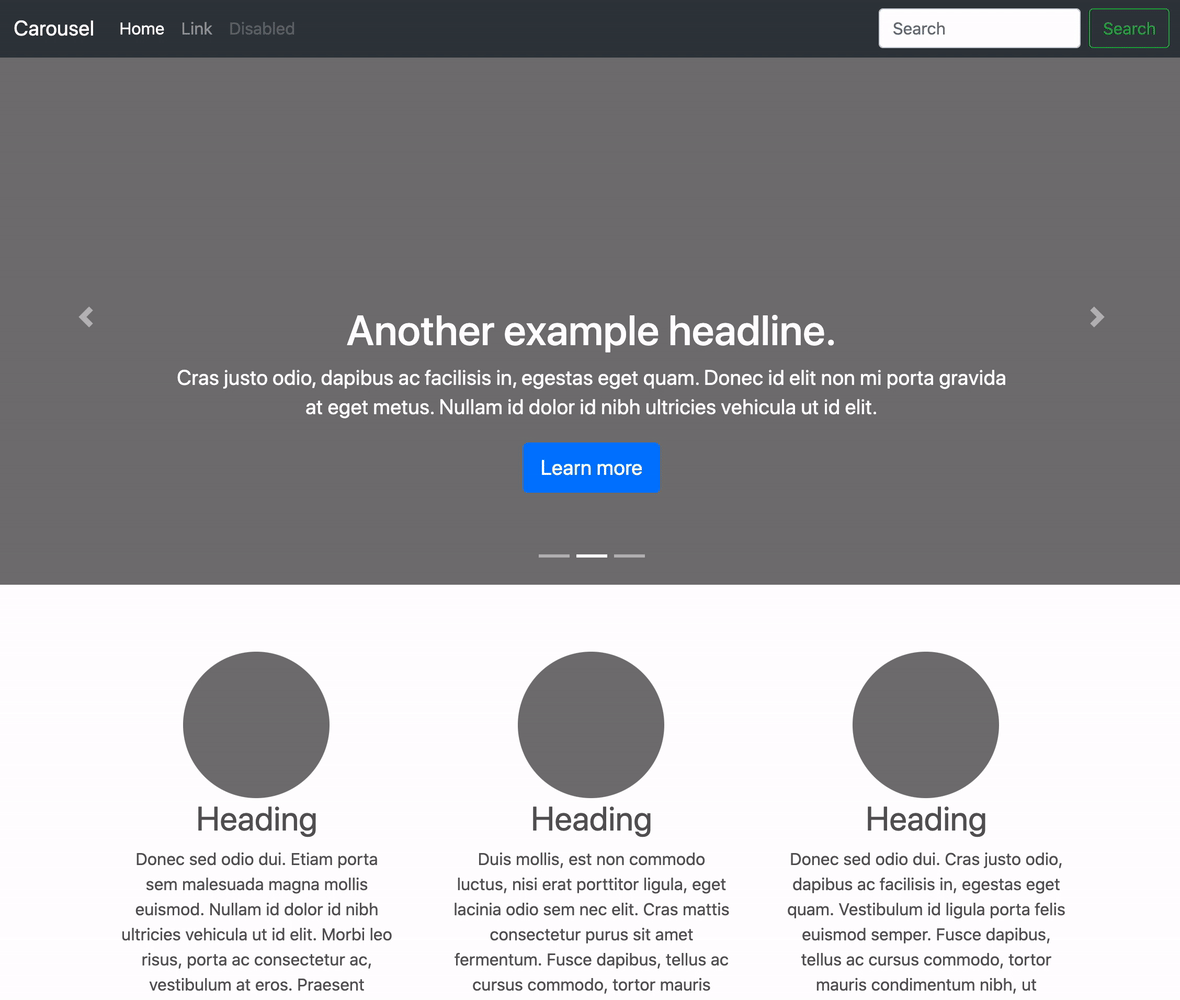 Carousel Home Link Disabled Search Search
Another example headline.
Cras justo odio, dapibus ac facilisis in, egestas eget quam. Donec id elit non mi porta gravida
at eget metus. Nullam id dolor id nibh ultricies vehicula ut id elit.
Learn more
Heading
Donec sed odio dui. Etiam porta
sem malesuada magna mollis
euismod. Nullam id dolor id nibh
ultricies vehicula ut id elit. Morbi leo
risus, porta ac consectetur ac,
vestibulum at eros. Praesent
Heading
Duis mollis, est non commodo
luctus, nisi erat porttitor ligula, eget
lacinia odio sem nec elit. Cras mattis
consectetur purus sit amet
fermentum. Fusce dapibus, tellus ac
cursus commodo, tortor mauris
Heading
Donec sed odio dui. Cras justo odio,
dapibus ac facilisis in, egestas eget
quam. Vestibulum id ligula porta felis
euismod semper. Fusce dapibus,
tellus ac cursus commodo, tortor
mauris condimentum nibh, ut